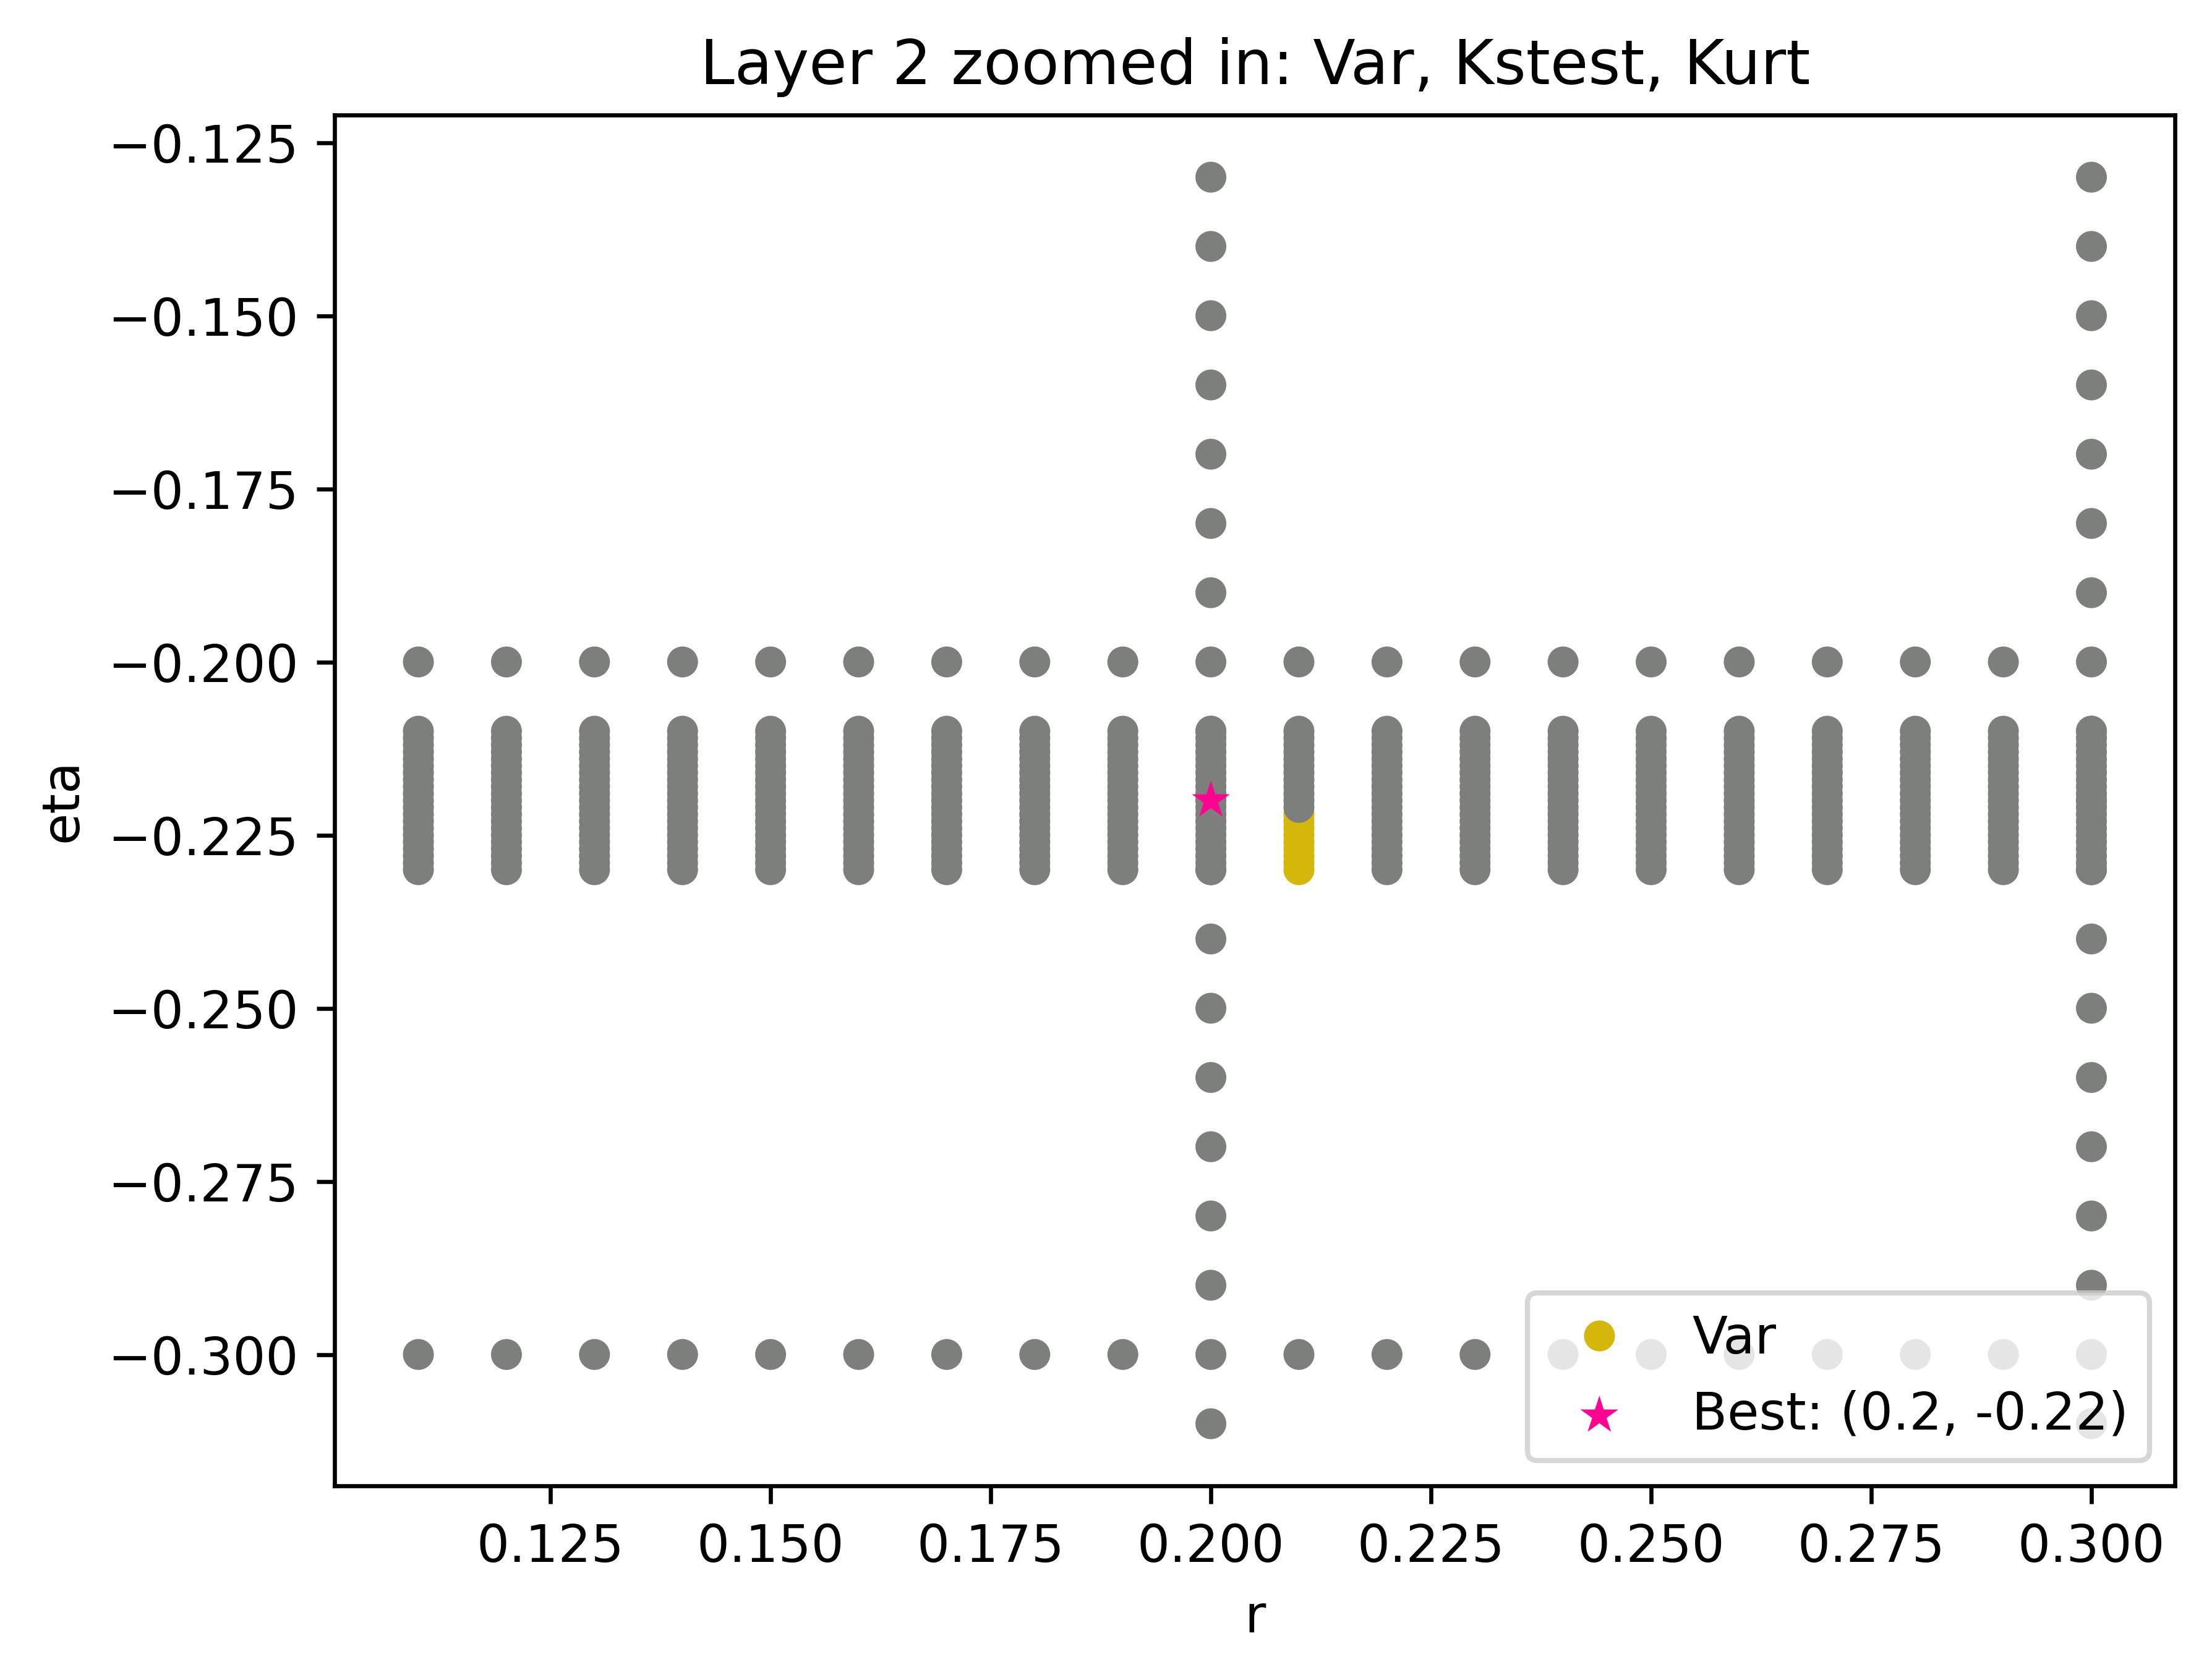 Layer 2 zoomed in: Var, Kstest, Kurt
−0.125
−0.150
−0.175
−0.200
−0.225
−0.250
−0.275
−0.300
eta
Var
Best: (0.2, -0.22)
0.125 0.150 0.175 0.200 0.225 0.250 0.275 0.300
r